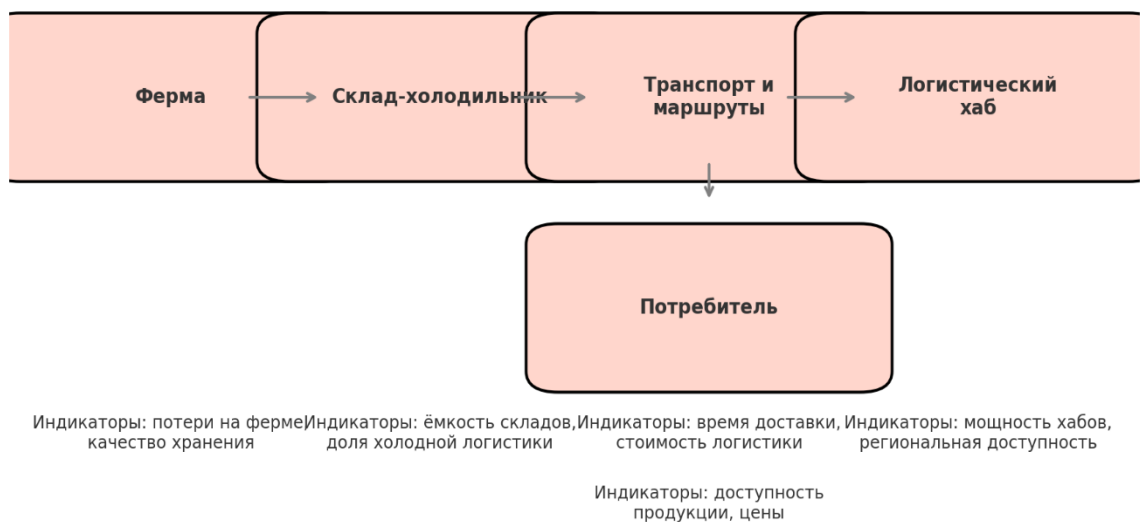 Ферма
Склад-холодильник
Транспорт и
маршруты
Логистический
хаб
Потребитель
Индикаторы: потери на ферме,
качество хранения
Индикаторы: ёмкость складов,
доля холодной логистики
Индикаторы: время доставки,
стоимость логистики
Индикаторы: мощность хабов,
региональная доступность
Индикаторы: доступность
продукции, цены